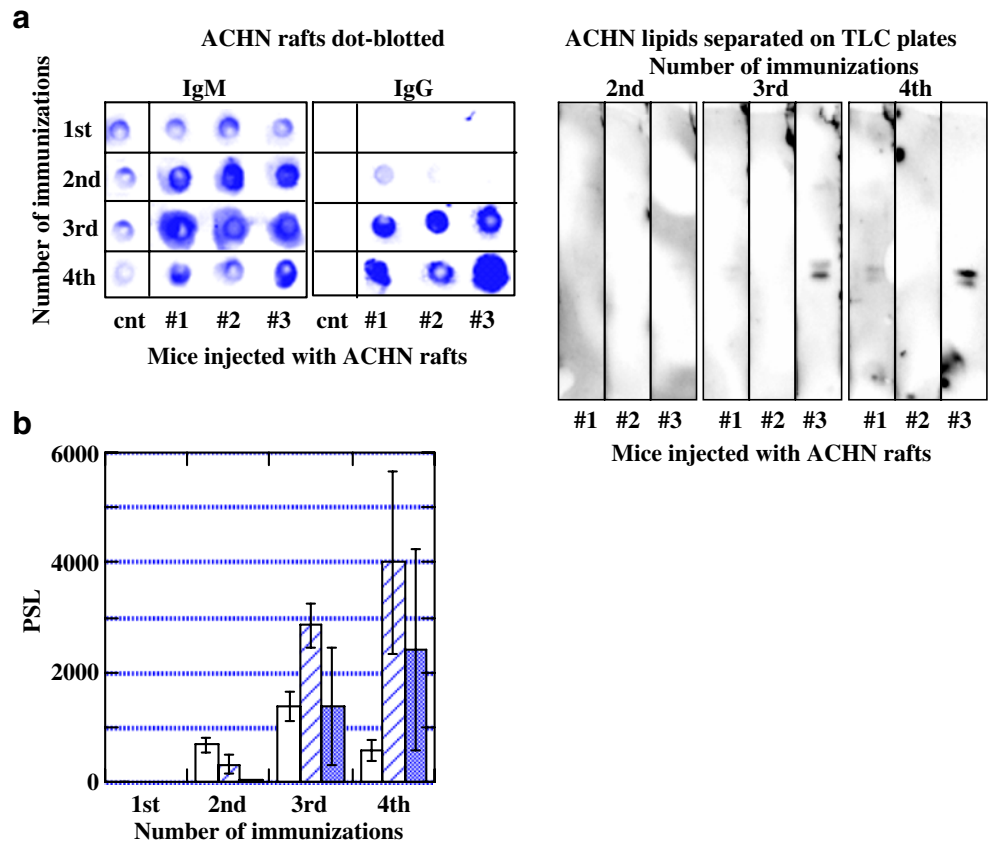 a
ACHN rafts dot-blotted
IgM IgG
Number of immunizations
1st
2nd
3rd
4th
cnt #1 #2 #3 cnt #1 #2 #3
Mice injected with ACHN rafts
ACHN lipids separated on TLC plates
Number of immunizations
2nd 3rd 4th
#1 #2 #3 #1 #2 #3 #1 #2 #3
Mice injected with ACHN rafts
b
6000
4000
2000
0
PSL
1st 2nd 3rd 4th
Number of immunizations